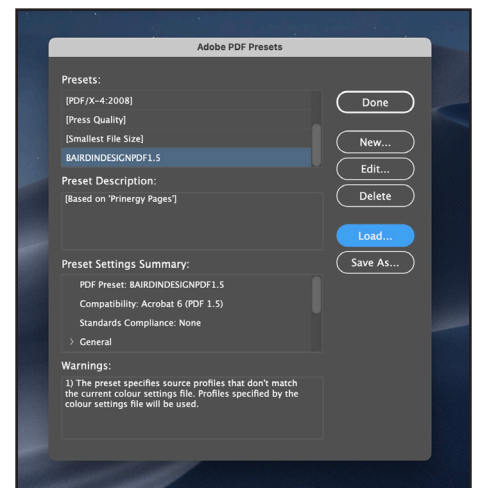 Adobe PDF Presets
Presets:
[PDF/X-4:2008]
[Press Quality]
[Smallest File Size]
BAIRDINDESIGNPDF1.5
Done
New...
Edit...
Delete
Load...
Save As...
Preset Description:
[Based on 'Prinergy Pages']
Preset Settings Summary:
PDF Preset: BAIRDINDESIGNPDF1.5
Compatibility: Acrobat 6 (PDF 1.5)
Standards Compliance: None
> General
Warnings:
1) The preset specifies source profiles that don't match
the current colour settings file. Profiles specified by the
colour settings file will be used.